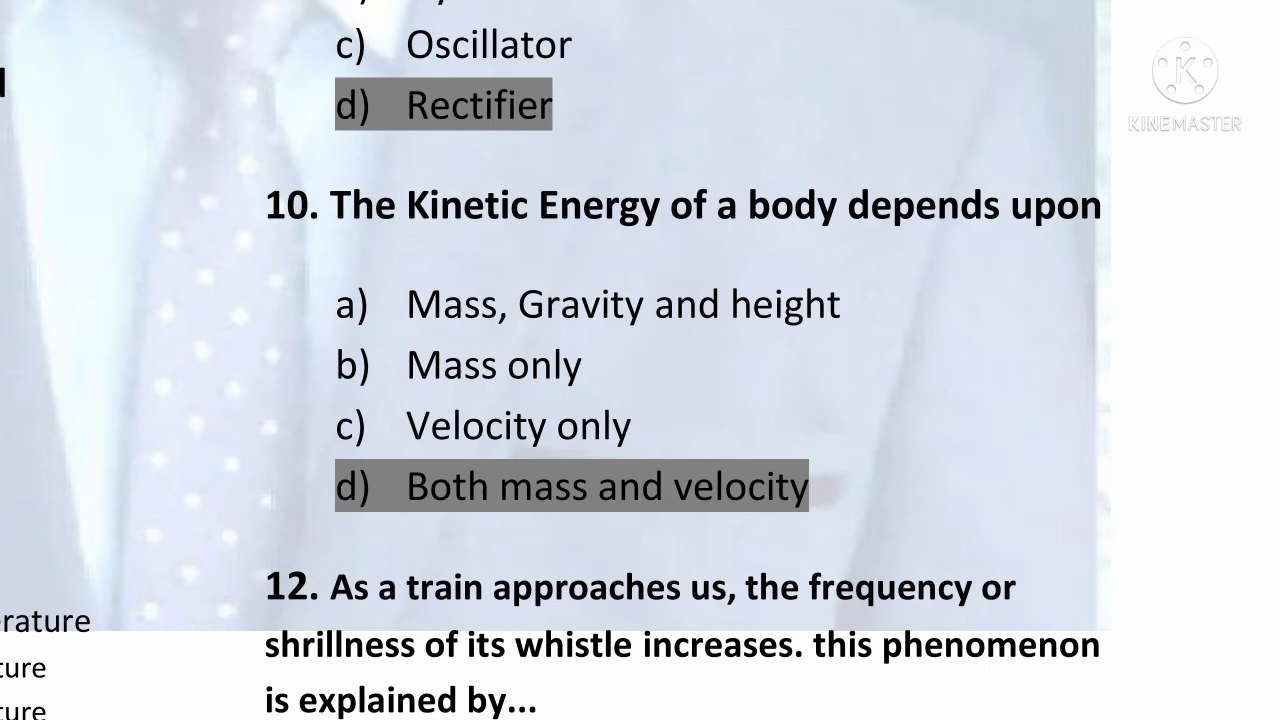 c) Oscillator
d) Rectifier
K
KINEMASTER
10. The Kinetic Energy of a body depends upon
a) Mass, Gravity and height
b) Mass only
c) Velocity only
d) Both mass and velocity
12. As a train approaches us, the frequency or
shrillness of its whistle increases. this phenomenon
is explained by...
erature
ture
ture